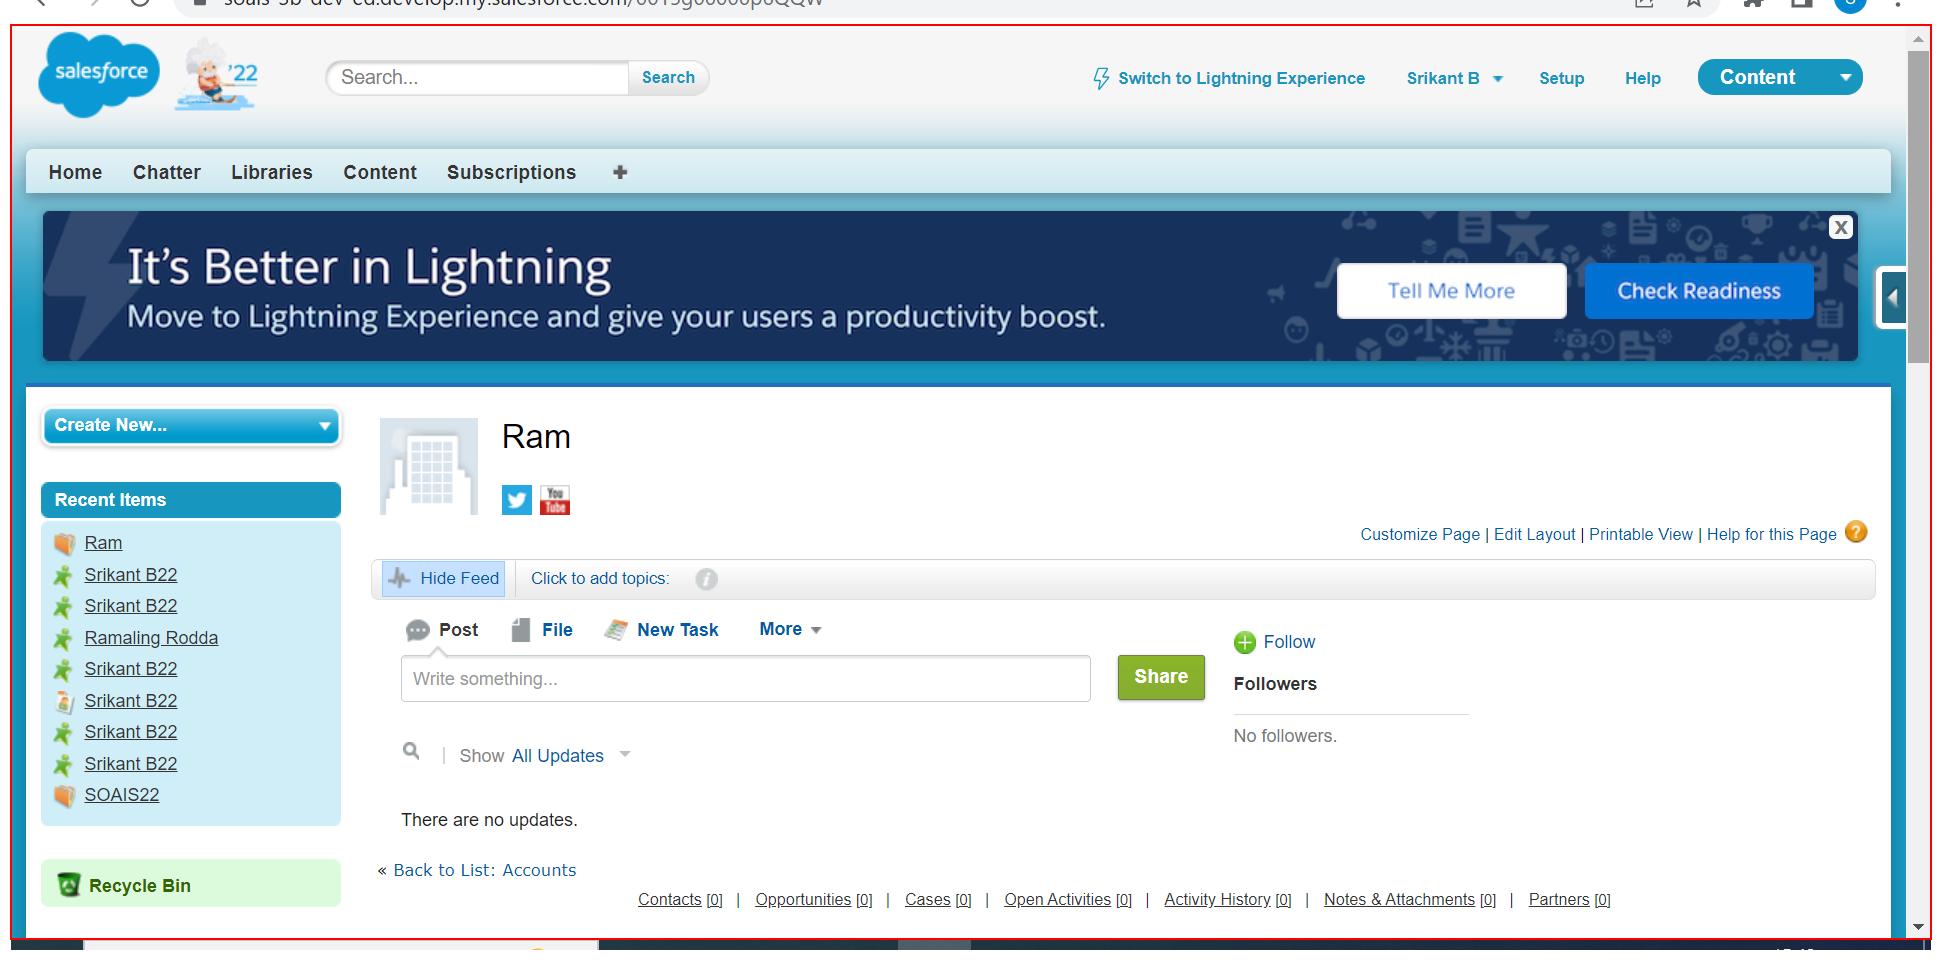 salesforce
'22
Search...
Search
Switch to Lightning Experience
Srikant B
Setup
Help
Content
Home
Chatter
Libraries
Content
Subscriptions
It's Better in Lightning
Move to Lightning Experience and give your users a productivity boost.
Tell Me More
Check Readiness
X
Create New...
Recent Items
Ram
Srikant B22
Srikant B22
Ramaling Rodda
Srikant B22
Srikant B22
Srikant B22
Srikant B22
SOAIS22
Recycle Bin
Ram
You
Tube
Customize Page | Edit Layout | Printable View | Help for this Page ?
Hide Feed
Click to add topics:
i
Post
File
New Task
More
Write something...
Share
Follow
Followers
No followers.
| Show All Updates
There are no updates.
« Back to List: Accounts
Contacts [0] | Opportunities [0] | Cases [0] | Open Activities [0] | Activity History [0] | Notes & Attachments [0] | Partners [0]